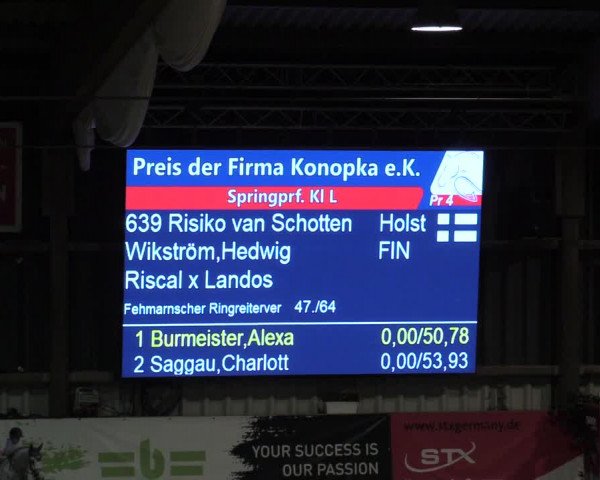 Preis der Firma Konopka e.K.
Springprf. Kl L
Pr 4
639 Risiko van Schotten Holst
Wikström,Hedwig FIN
Riscal x Landos
Fehmarnscher Ringreiterver 47./64
1 Burmeister,Alexa 0,00/50,78
2 Saggau,Charlott 0,00/53,93
=b=
YOUR SUCCESS IS
OUR PASSION
www.stxgermany.de
STX